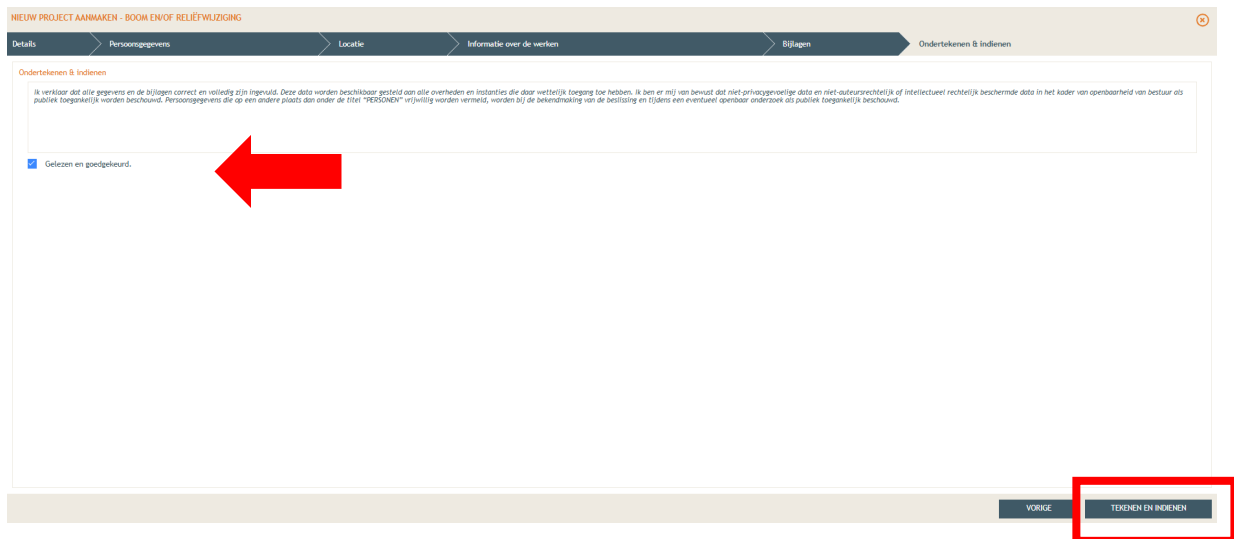 NIEUW PROJECT AANMAKEN - BOOM EN/OF RELIËFWIJZIGING
Details
Persoonsgegevens
Locatie
Informatie over de werken
Bijlagen
Ondertekenen & indienen
Ondertekenen & indienen
Ik verklaar dat alle gegevens en de bijlagen correct en volledig zijn ingevuld. Deze data worden beschikbaar gesteld aan alle overheden en instanties die daar wettelijk toegang toe hebben. Ik ben er mij van bewust dat niet-privacygevoelige data en niet-auteursrechtelijk of intellectueel rechtelijk beschermde data in het kader van openbaarheid van bestuur als
publiek toegankelijk worden beschouwd. Persoonsgegevens die op een andere plaats dan onder de titel "PERSONEN" vrijwillig worden vermeld, worden bij de bekendmaking van de beslissing en tijdens een eventueel openbaar onderzoek als publiek toegankelijk beschouwd.
Gelezen en goedgekeurd.
VORIGE
TEKENEN EN INDIENEN